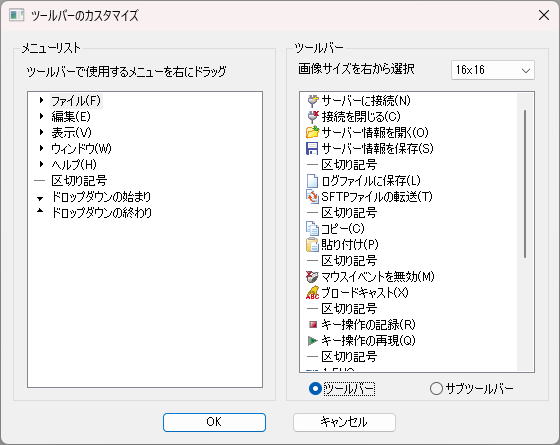 ツールバーのカスタマイズ
メニューリスト
ツールバーで使用するメニューを右にドラッグ
ファイル(F)
編集(E)
表示(V)
ウィンドウ(W)
ヘルプ(H)
区切り記号
ドロップダウンの始まり
ドロップダウンの終わり
ツールバー
画像サイズを右から選択
16x16
サーバーに接続(N)
接続を閉じる(C)
サーバー情報を開く(O)
サーバー情報を保存(S)
区切り記号
ログファイルに保存(L)
SFTPファイルの転送(T)
区切り記号
コピー(C)
貼り付け(P)
区切り記号
マウスイベントを無効(M)
ABC ブロードキャスト(X)
区切り記号
キー操作の記録(R)
キー操作の再現(Q)
区切り記号
ツールバー
サブツールバー
OK
キャンセル